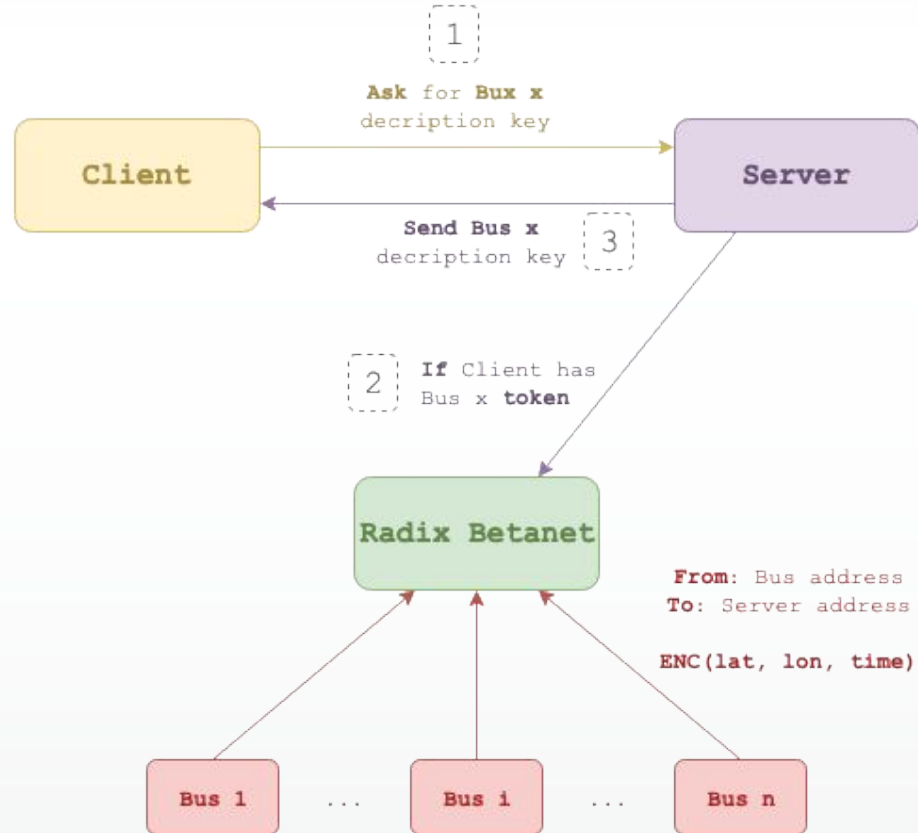 1
Ask for Bux x
decription key
Client
Server
Send Bus x
decription key
3
2
If Client has
Bus x token
Radix Betanet
From: Bus address
To: Server address
ENC(lat, lon, time)
Bus 1 ... Bus i ... Bus n